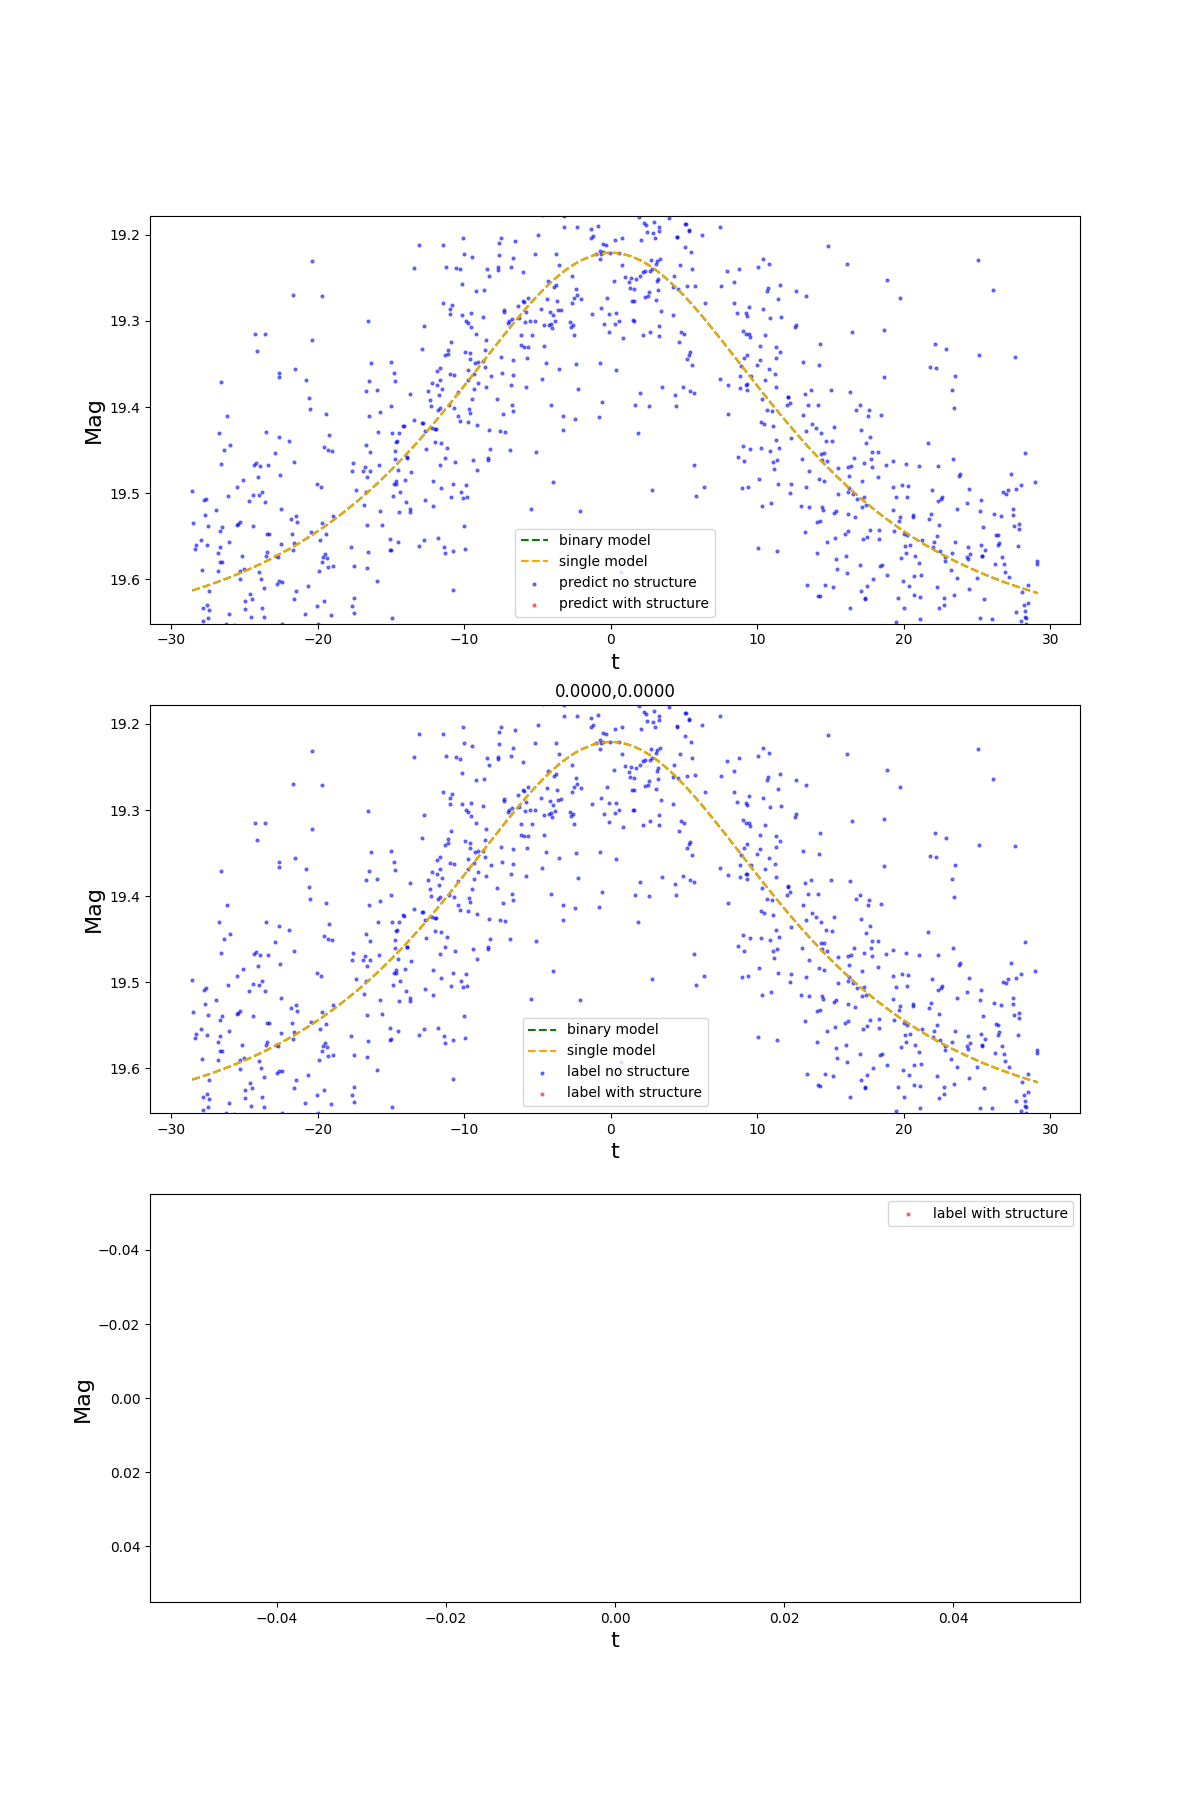 19.2
19.3
19.4
19.5
19.6
Mag
binary model
single model
predict no structure
predict with structure
−30
−20
−10
0
10
20
30
t
0.0000,0.0000
19.2
19.3
19.4
19.5
19.6
Mag
binary model
single model
label no structure
label with structure
−30
−20
−10
0
10
20
30
t
label with structure
−0.04
−0.02
0.00
0.02
0.04
Mag
−0.04
−0.02
0.00
0.02
0.04
t